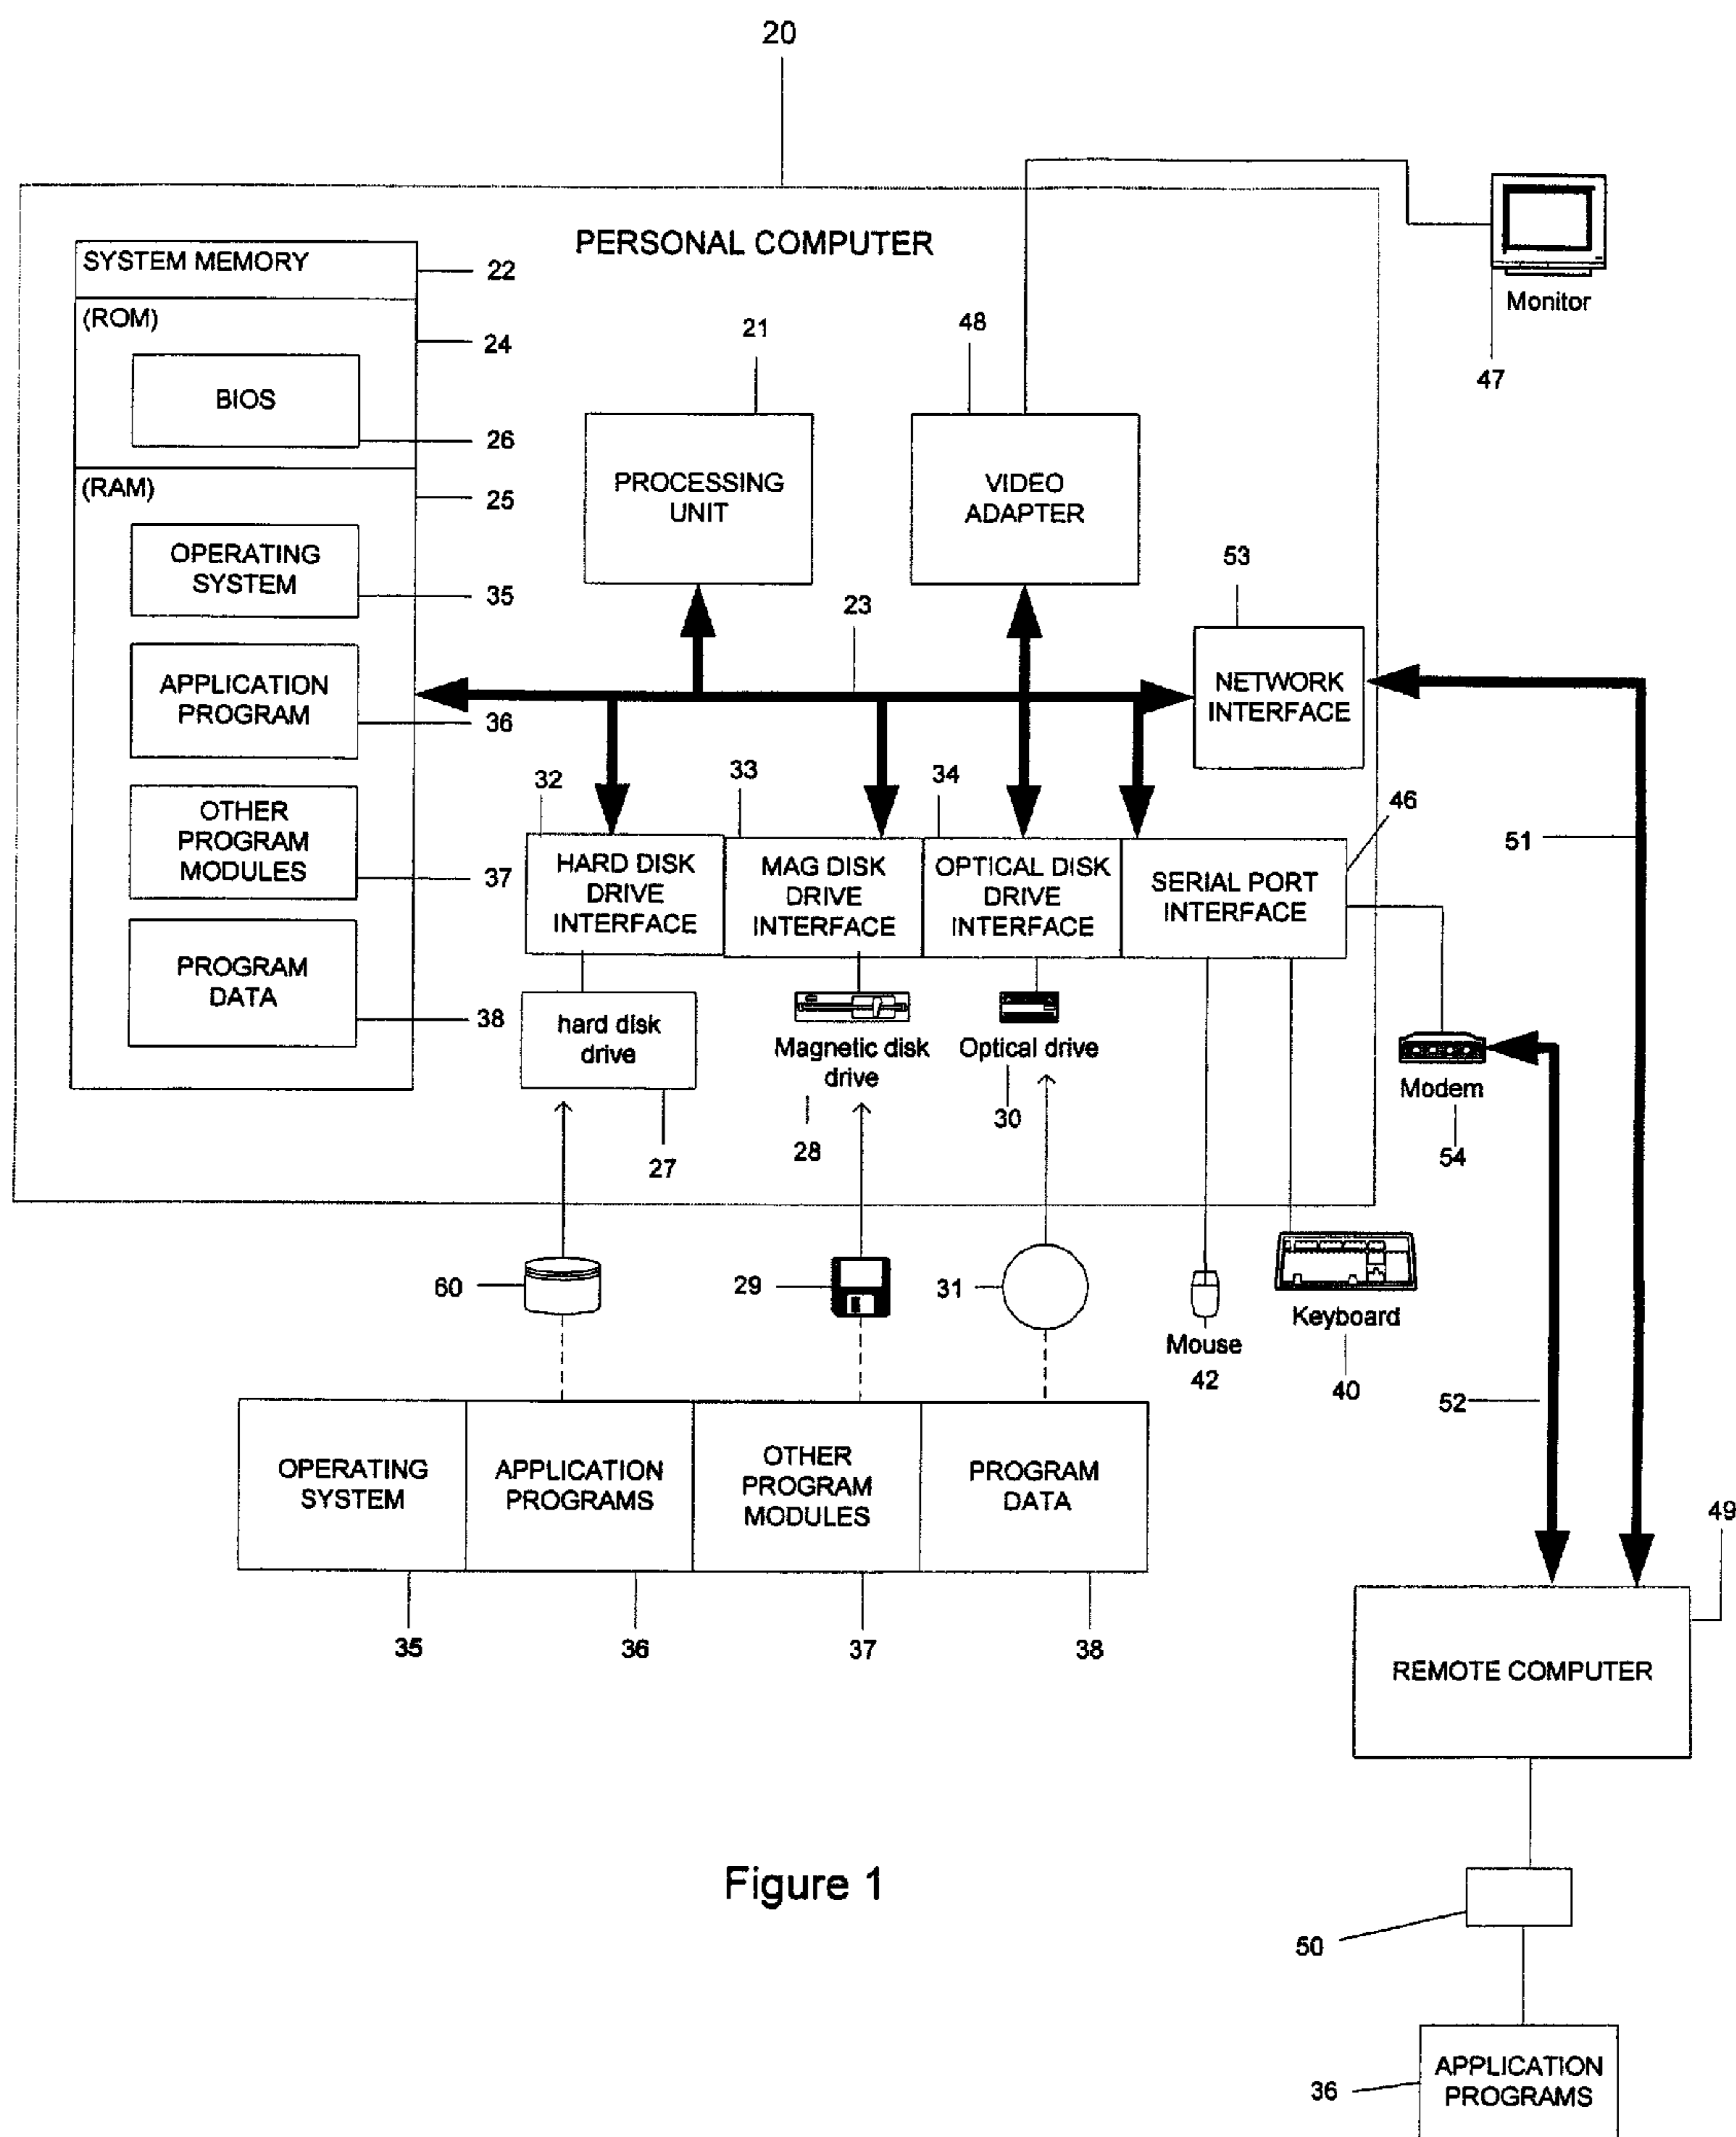 20
PERSONAL COMPUTER
SYSTEM MEMORY
22
(ROM)
24
BIOS
26
(RAM)
25
OPERATING
SYSTEM
35
APPLICATION
PROGRAM
36
OTHER
PROGRAM
MODULES
37
PROGRAM
DATA
38
21
PROCESSING
UNIT
48
VIDEO
ADAPTER
Monitor
47
23
53
NETWORK
INTERFACE
32
HARD DISK
DRIVE
INTERFACE
33
MAG DISK
DRIVE
INTERFACE
34
OPTICAL DISK
DRIVE
INTERFACE
46
SERIAL PORT
INTERFACE
51
hard disk
drive
27
Magnetic disk
drive
28
Optical drive
30
Modem
54
60
29
31
Mouse
42
Keyboard
40
52
OPERATING
SYSTEM
APPLICATION
PROGRAMS
OTHER
PROGRAM
MODULES
PROGRAM
DATA
35
36
37
38
49
REMOTE COMPUTER
Figure 1
50
36
APPLICATION
PROGRAMS